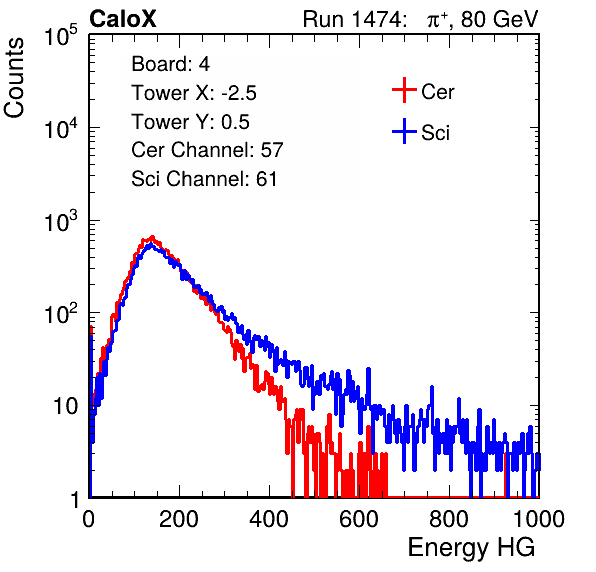 CaloX Run 1474: π⁺, 80 GeV
Counts
Board: 4
Tower X: -2.5
Tower Y: 0.5
Cer Channel: 57
Sci Channel: 61
Cer
Sci
10⁵
10⁴
10³
10²
10
1
0 200 400 600 800 1000
Energy HG